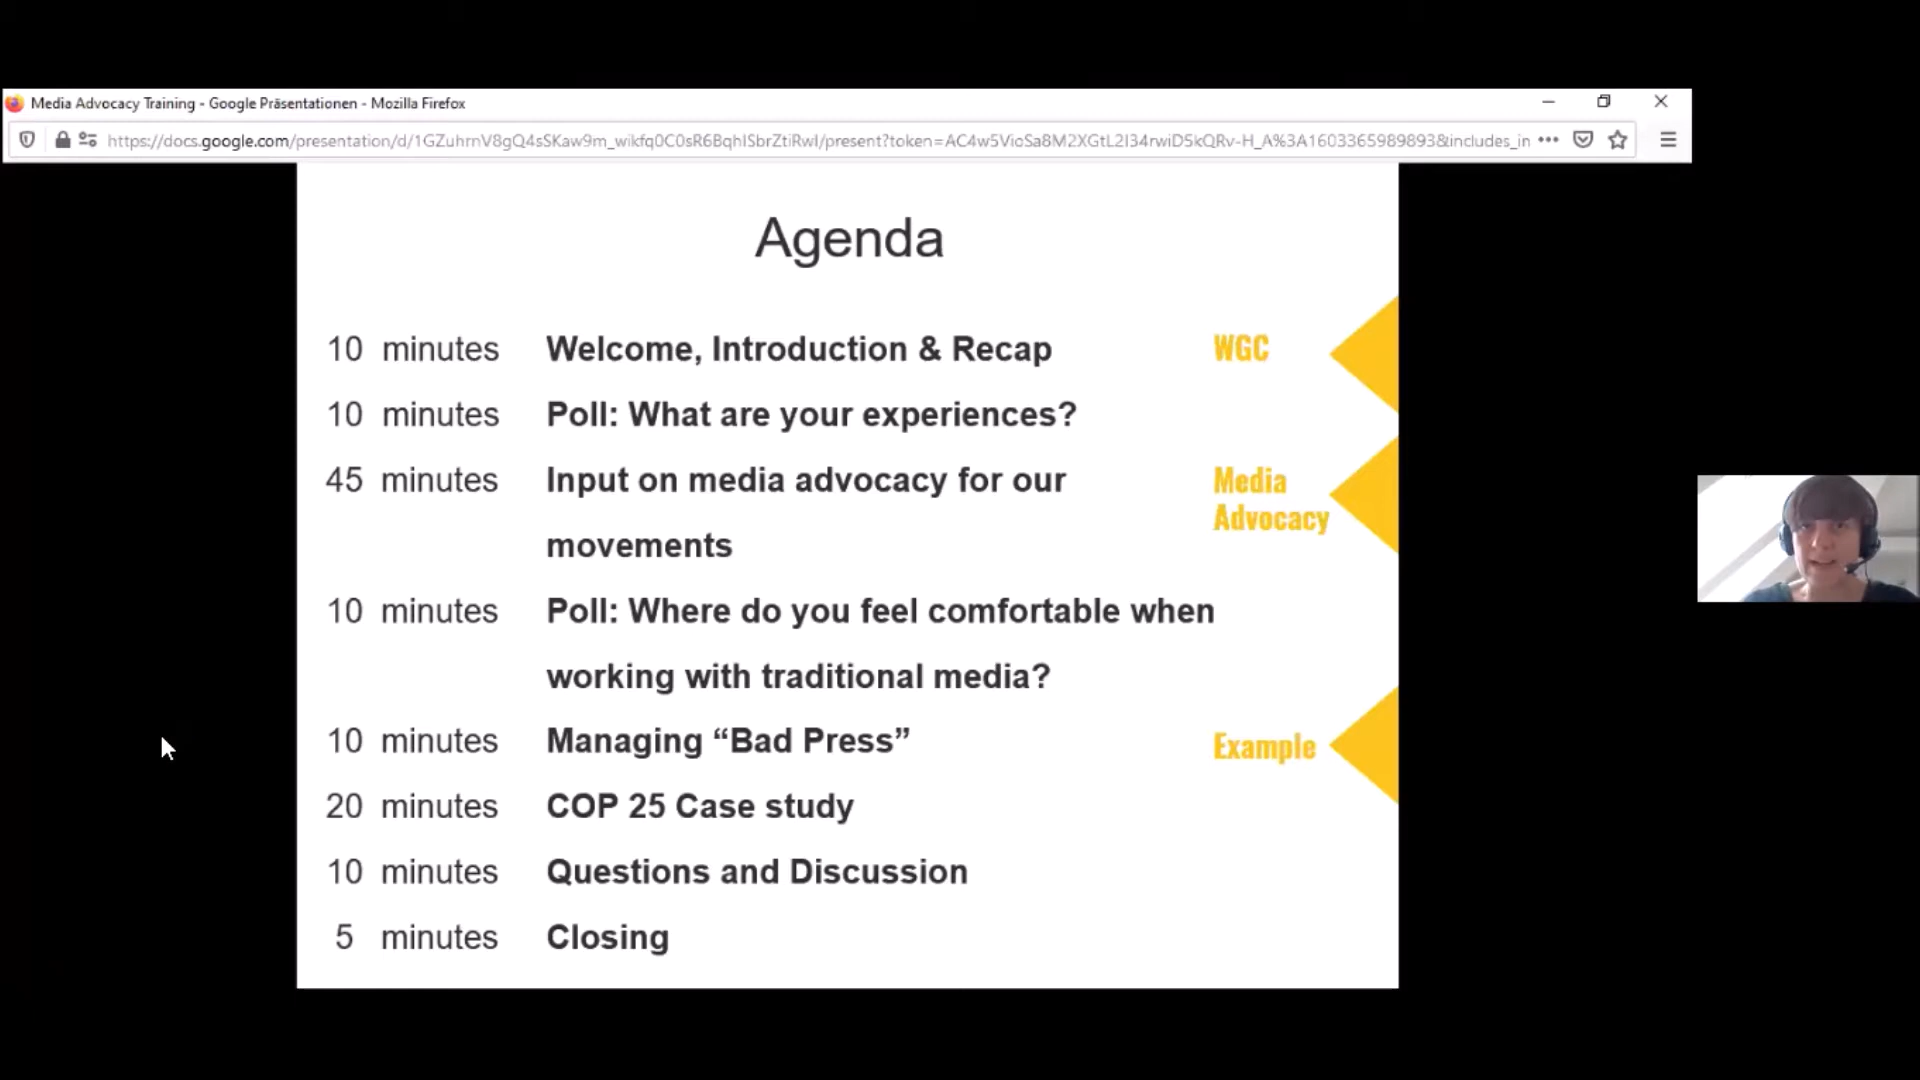 Media Advocacy Training - Google Präsentationen - Mozilla Firefox
https://docs.google.com/presentation/d/1GZuhrnV8gQ4sSKaw9m_wikfq0C0sR6BqhISbrZtiRwI/present?token=AC4w5VioSa8M2XGtL2I34rwiD5kQRv-H_A%3A1603365989893&includes_in
Agenda
10 minutes Welcome, Introduction & Recap WGC
10 minutes Poll: What are your experiences?
45 minutes Input on media advocacy for our Media
movements Advocacy
10 minutes Poll: Where do you feel comfortable when
working with traditional media?
10 minutes Managing “Bad Press” Example
20 minutes COP 25 Case study
10 minutes Questions and Discussion
5 minutes Closing